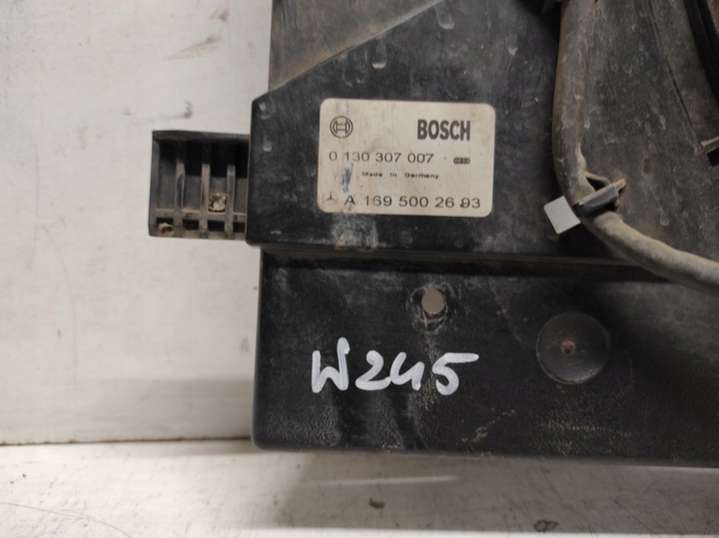 BOSCH
0 130 307 007
Made in Germany
A 169 500 26 93
W245